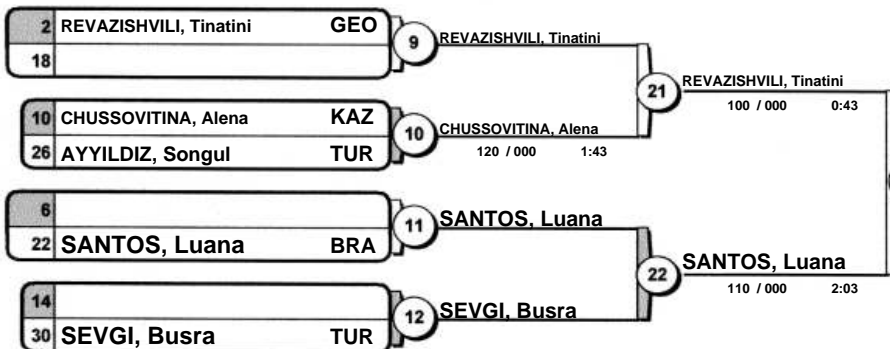 2 REVAZISHVILI, Tinatini GEO
18
9
REVAZISHVILI, Tinatini
10 CHUSSOVITINA, Alena KAZ
26 AYYILDIZ, Songul TUR
10
CHUSSOVITINA, Alena
120 / 000 1:43
21
REVAZISHVILI, Tinatini
100 / 000 0:43
6
22 SANTOS, Luana BRA
11
SANTOS, Luana
14
30 SEVGI, Busra TUR
12
SEVGI, Busra
22
SANTOS, Luana
110 / 000 2:03